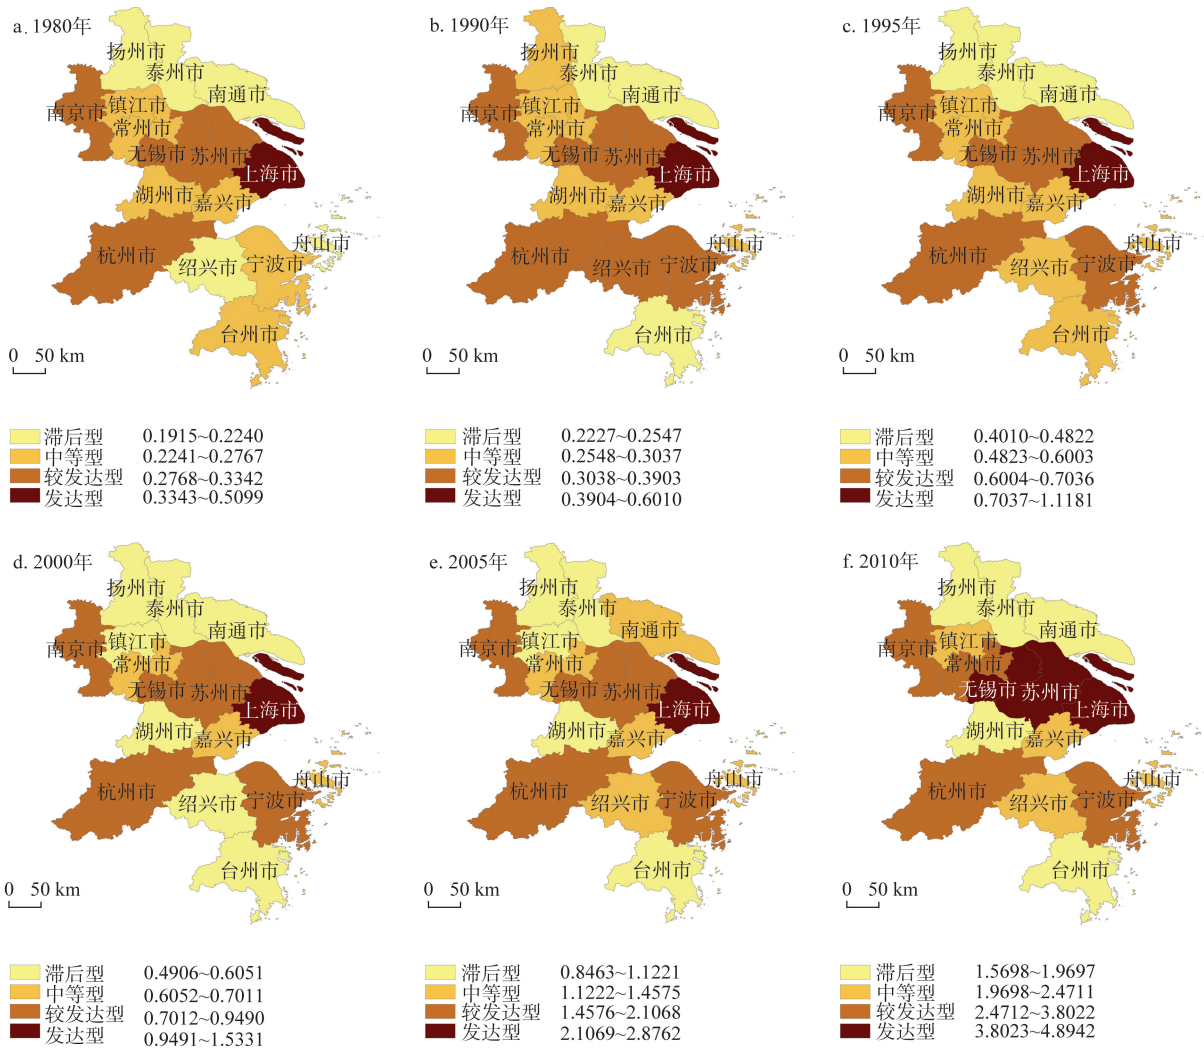 a. 1980年
扬州市
泰州市
南通市
南京市
镇江市
常州市
无锡市
苏州市
上海市
湖州市
嘉兴市
杭州市
绍兴市
宁波市
舟山市
台州市
0 50 km
滞后型 0.1915~0.2240
中等型 0.2241~0.2767
较发达型 0.2768~0.3342
发达型 0.3343~0.5099
b. 1990年
扬州市
泰州市
南通市
南京市
镇江市
常州市
无锡市
苏州市
上海市
湖州市
嘉兴市
杭州市
绍兴市
宁波市
舟山市
台州市
0 50 km
滞后型 0.2227~0.2547
中等型 0.2548~0.3037
较发达型 0.3038~0.3903
发达型 0.3904~0.6010
c. 1995年
扬州市
泰州市
南通市
南京市
镇江市
常州市
无锡市
苏州市
上海市
湖州市
嘉兴市
杭州市
绍兴市
宁波市
舟山市
台州市
0 50 km
滞后型 0.4010~0.4822
中等型 0.4823~0.6003
较发达型 0.6004~0.7036
发达型 0.7037~1.1181
d. 2000年
扬州市
泰州市
南通市
南京市
镇江市
常州市
无锡市
苏州市
上海市
湖州市
嘉兴市
杭州市
绍兴市
宁波市
舟山市
台州市
0 50 km
滞后型 0.4906~0.6051
中等型 0.6052~0.7011
较发达型 0.7012~0.9490
发达型 0.9491~1.5331
e. 2005年
扬州市
泰州市
南通市
南京市
镇江市
常州市
无锡市
苏州市
上海市
湖州市
嘉兴市
杭州市
绍兴市
宁波市
舟山市
台州市
0 50 km
滞后型 0.8463~1.1221
中等型 1.1222~1.4575
较发达型 1.4576~2.1068
发达型 2.1069~2.8762
f. 2010年
扬州市
泰州市
南通市
南京市
镇江市
常州市
无锡市
苏州市
上海市
湖州市
嘉兴市
杭州市
绍兴市
宁波市
舟山市
台州市
0 50 km
滞后型 1.5698~1.9697
中等型 1.9698~2.4711
较发达型 2.4712~3.8022
发达型 3.8023~4.8942